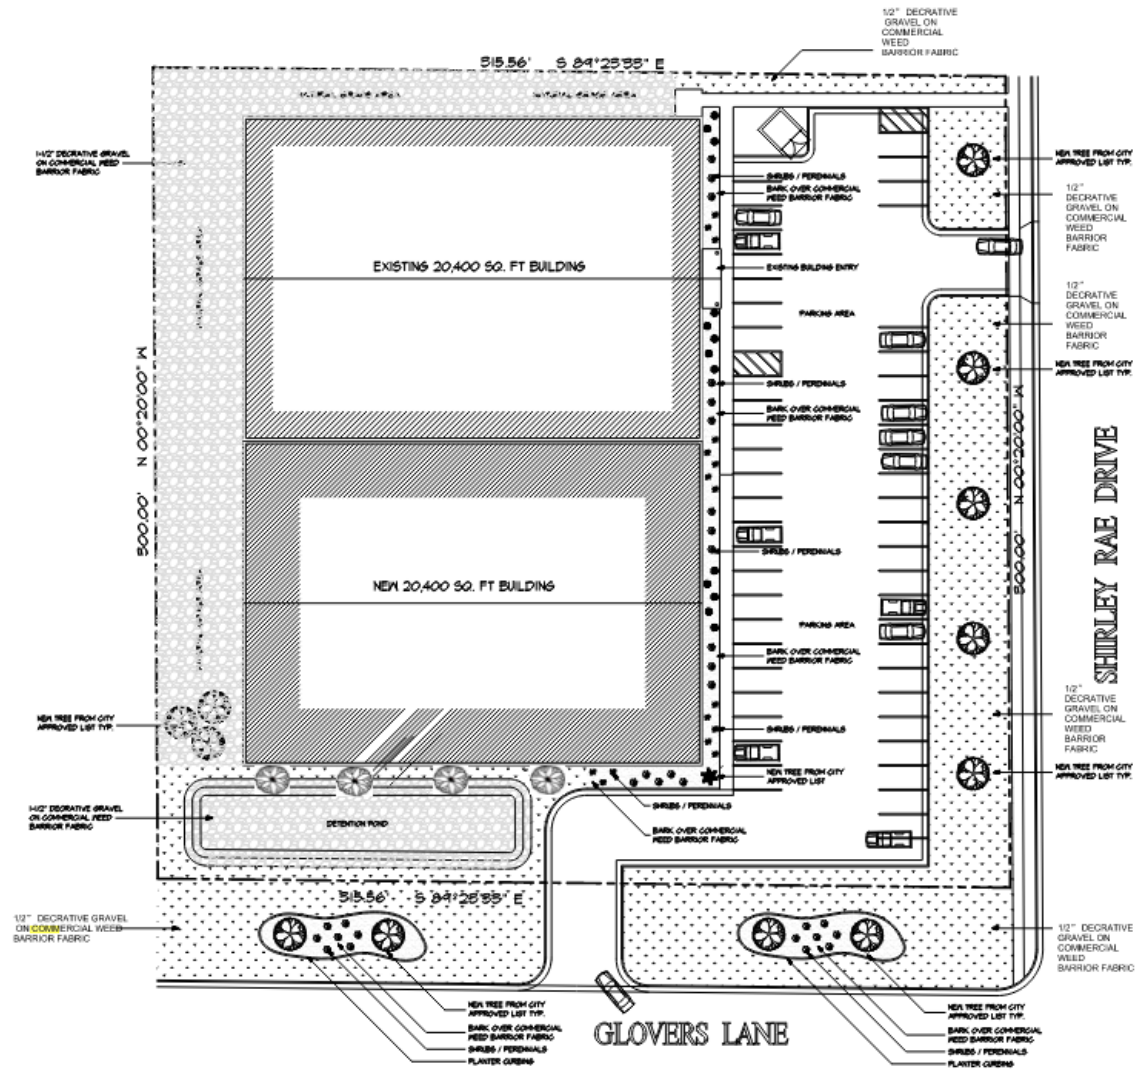 1/2" DECRATIVE
GRAVEL ON
COMMERCIAL
WEED
BARRIOR FABRIC
515.56' S 89°25'33" E
1-1/2" DECRATIVE GRAVEL
ON COMMERCIAL WEED
BARRIOR FABRIC
NEW TREE FROM CITY
APPROVED LIST TYP.
SHRUBS / PERENNIALS
BARK OVER COMMERCIAL
WEED BARRIOR FABRIC
1/2"
DECRATIVE
GRAVEL ON
COMMERCIAL
WEED
BARRIOR
FABRIC
EXISTING 20,400 SQ. FT BUILDING
EXISTING BUILDING ENTRY
PARKING AREA
1/2"
DECRATIVE
GRAVEL ON
COMMERCIAL
WEED
BARRIOR
FABRIC
NEW TREE FROM CITY
APPROVED LIST TYP.
SHRUBS / PERENNIALS
BARK OVER COMMERCIAL
WEED BARRIOR FABRIC
500.00' N 00°20'00" W
500.00' N 00°20'00" W
SHIRLEY RAE DRIVE
SHRUBS / PERENNIALS
NEW 20,400 SQ. FT BUILDING
PARKING AREA
BARK OVER COMMERCIAL
WEED BARRIOR FABRIC
1/2"
DECRATIVE
GRAVEL ON
COMMERCIAL
WEED
BARRIOR
FABRIC
NEW TREE FROM CITY
APPROVED LIST TYP.
SHRUBS / PERENNIALS
NEW TREE FROM CITY
APPROVED LIST
NEW TREE FROM CITY
APPROVED LIST TYP.
1-1/2" DECRATIVE GRAVEL
ON COMMERCIAL WEED
BARRIOR FABRIC
DETENTION POND
SHRUBS / PERENNIALS
BARK OVER COMMERCIAL
WEED BARRIOR FABRIC
515.56' S 89°25'33" E
1/2" DECRATIVE GRAVEL
ON COMMERCIAL WEED
BARRIOR FABRIC
1/2" DECRATIVE
GRAVEL ON
COMMERCIAL
WEED
BARRIOR FABRIC
NEW TREE FROM CITY
APPROVED LIST TYP.
BARK OVER COMMERCIAL
WEED BARRIOR FABRIC
SHRUBS / PERENNIALS
PLANTER CURBING
GLOVERS LANE
NEW TREE FROM CITY
APPROVED LIST TYP.
BARK OVER COMMERCIAL
WEED BARRIOR FABRIC
SHRUBS / PERENNIALS
PLANTER CURBING